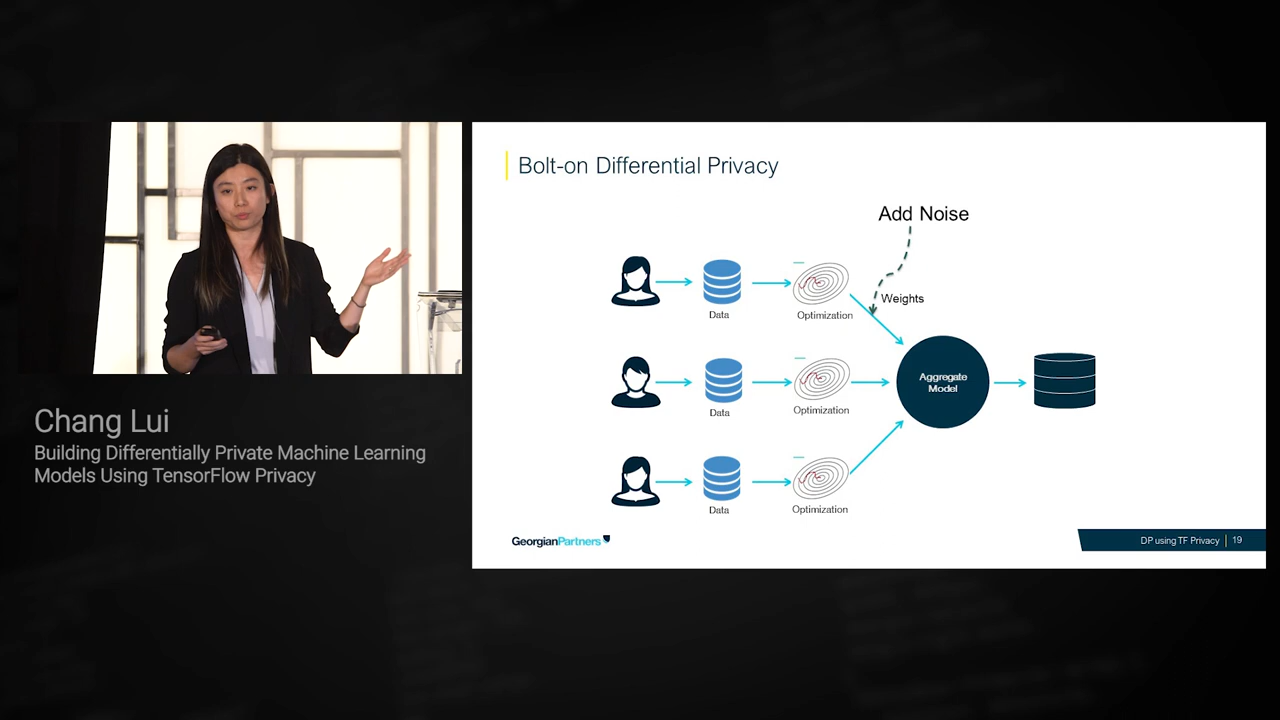 Bolt-on Differential Privacy
Add Noise
Weights
Data
Optimization
Aggregate
Model
Data
Optimization
Data
Optimization
GeorgianPartners
DP using TF Privacy | 19
Chang Lui
Building Differentially Private Machine Learning
Models Using TensorFlow Privacy